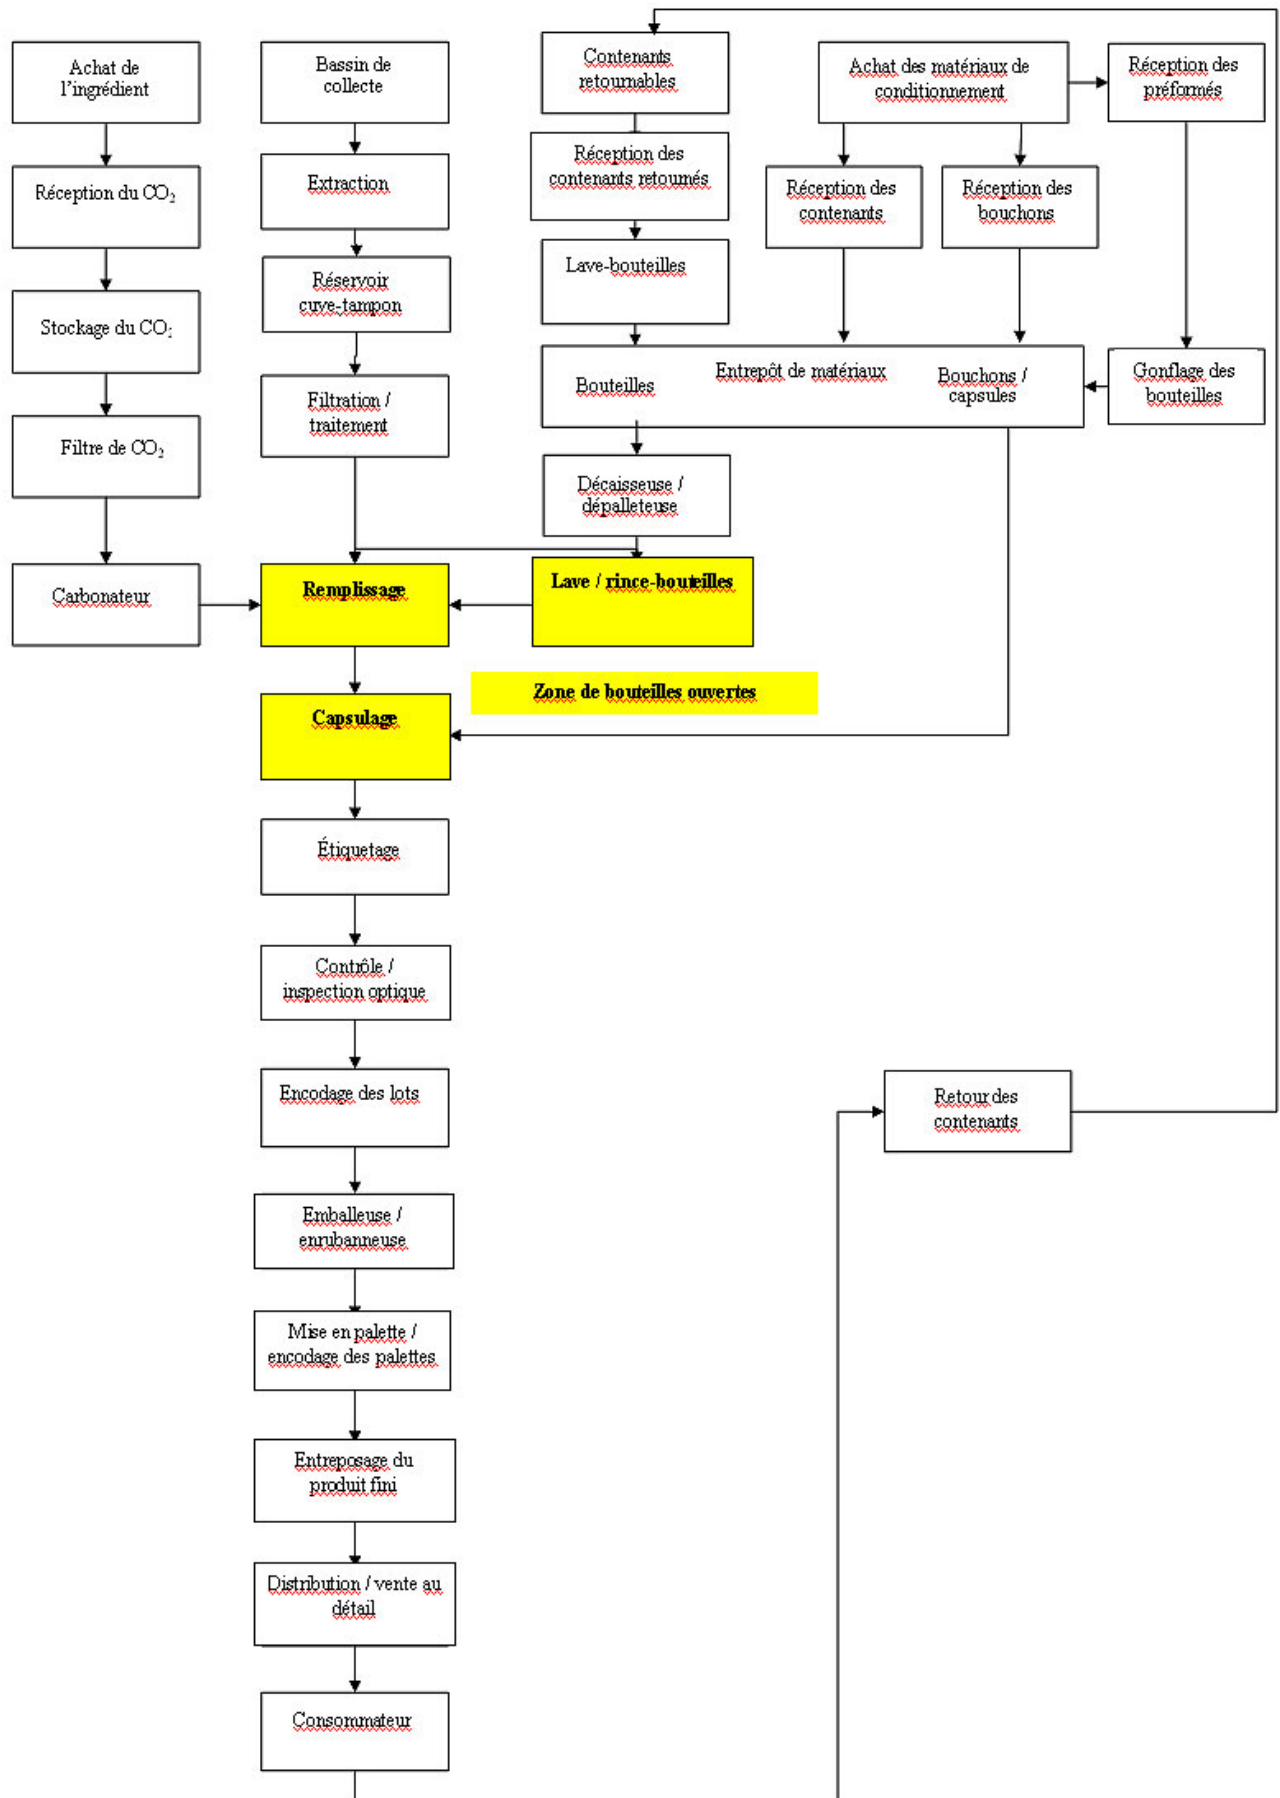 Achat de
l’ingrédient
Bassin de
collecte
Contenants
retournables
Achat des matériaux de
conditionnement
Réception des
préformés
Réception du CO₂
Extraction
Réception des
contenants retournés
Réception des
contenants
Réception des
bouchons
Stockage du CO₂
Réservoir
cuve-tampon
Lave-bouteilles
Filtre de CO₂
Filtration /
traitement
Bouteilles
Entrepôt de matériaux
Bouchons /
capsules
Gonflage des
bouteilles
Décaisseuse /
dépalleteuse
Carbonateur
Remplissage
Lave / rince-bouteilles
Zone de bouteilles ouvertes
Capsulage
Étiquetage
Contrôle /
inspection optique
Encodage des lots
Retour des
contenants
Emballeuse /
enrubanneuse
Mise en palette /
encodage des palettes
Entreposage du
produit fini
Distribution / vente au
détail
Consommateur